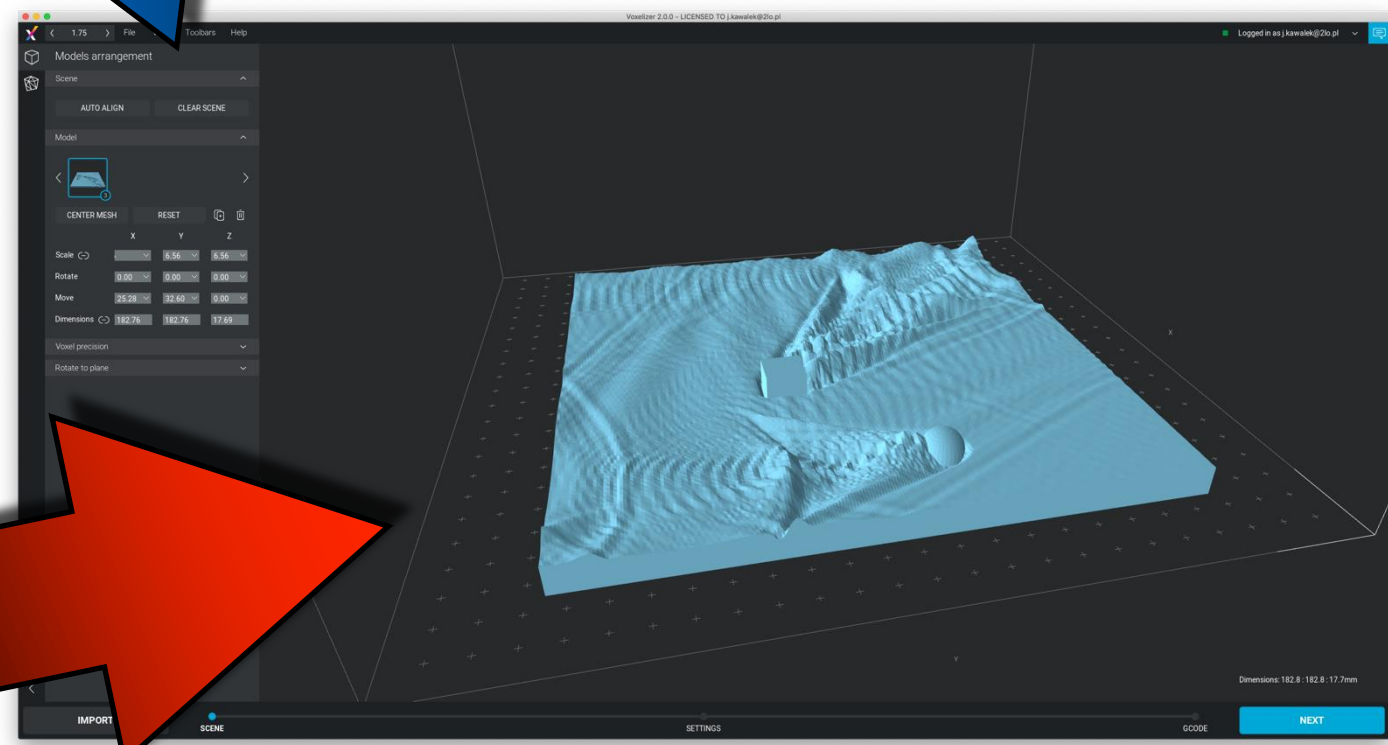 Voxelizer 2.0.0 - LICENSED TO j.kawalek@2lo.pl
1.75 File Toolbars Help Logged in as j.kawalek@2lo.pl
Models arrangement
Scene
AUTO ALIGN CLEAR SCENE
Model
3
CENTER MESH RESET
X Y Z
Scale 6.56 6.56
Rotate 0.00 0.00 0.00
Move 25.28 32.60 0.00
Dimensions 182.76 182.76 17.69
Voxel precision
Rotate to plane
X
Y
Dimensions: 182.8 : 182.8 : 17.7mm
IMPORT
SCENE SETTINGS GCODE NEXT